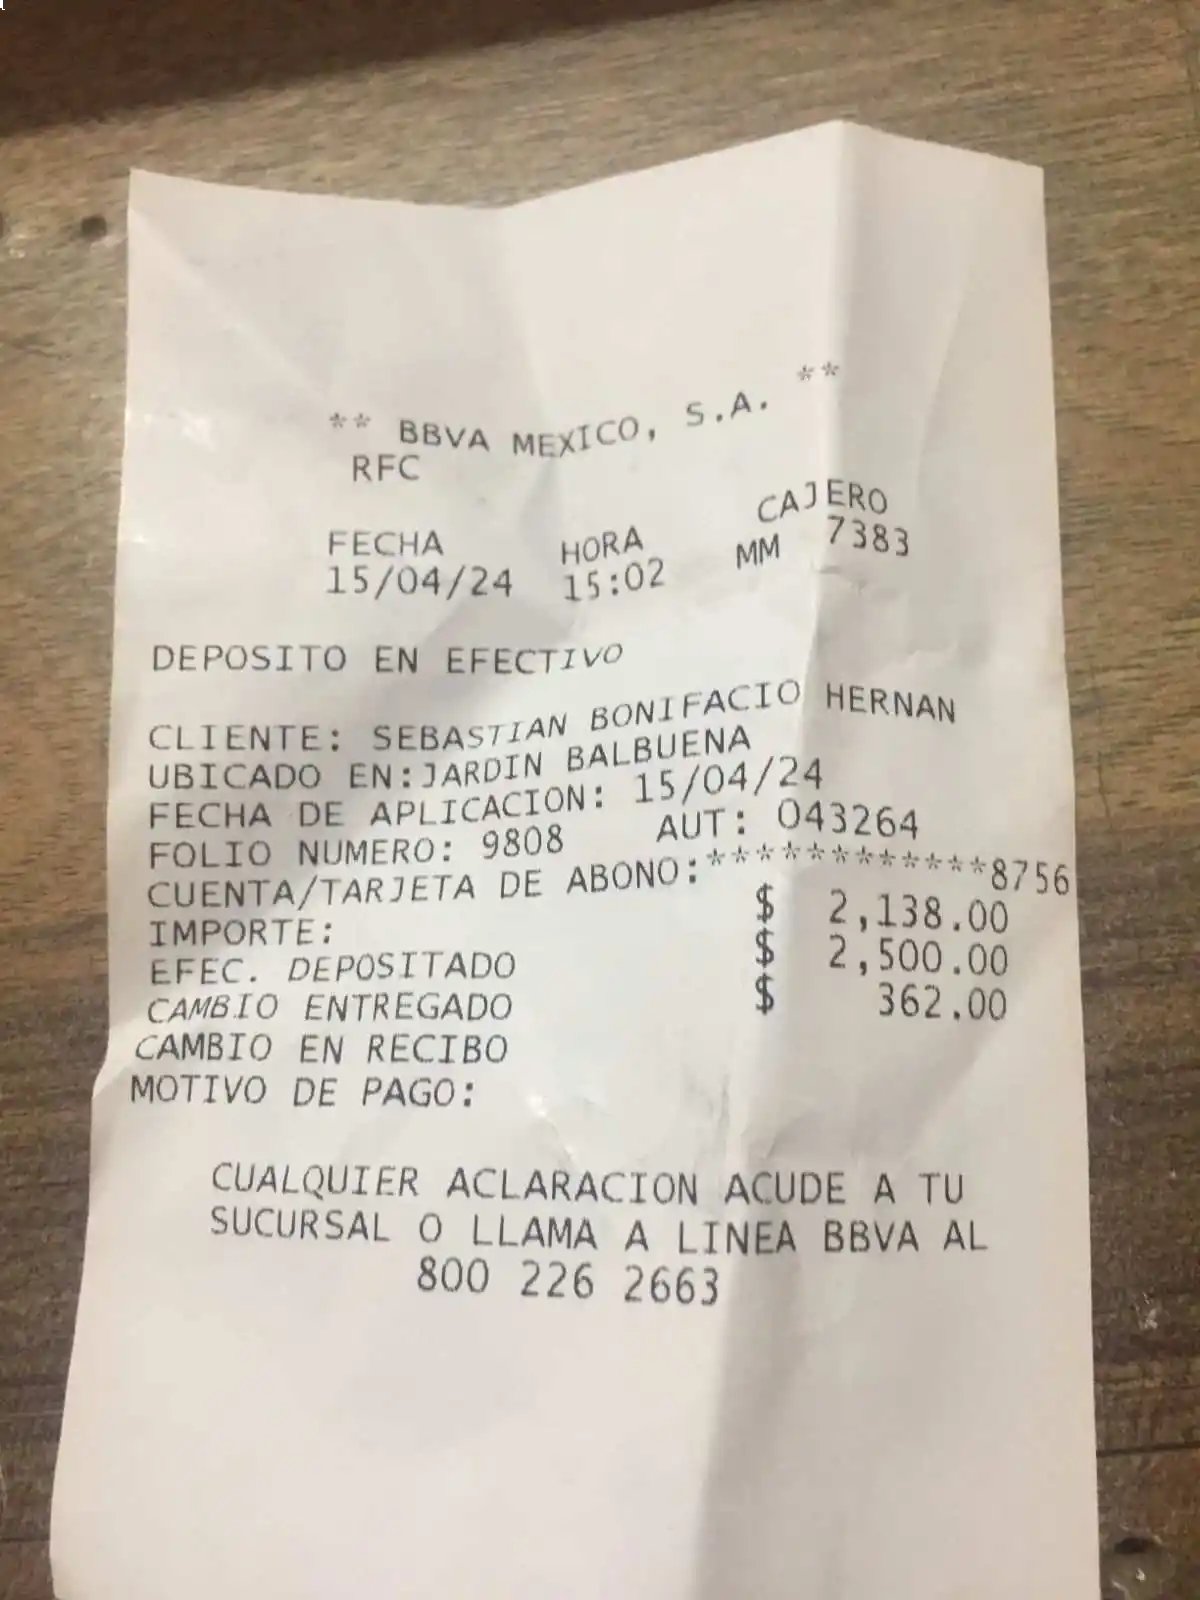 ** BBVA MEXICO, S.A. **
RFC
FECHA HORA CAJERO
15/04/24 15:02 MM 7383
DEPOSITO EN EFECTIVO
CLIENTE: SEBASTIAN BONIFACIO HERNAN
UBICADO EN:JARDIN BALBUENA
FECHA DE APLICACION: 15/04/24
FOLIO NUMERO: 9808 AUT: 043264
CUENTA/TARJETA DE ABONO:************8756
IMPORTE: $ 2,138.00
EFEC. DEPOSITADO $ 2,500.00
CAMBIO ENTREGADO $ 362.00
CAMBIO EN RECIBO
MOTIVO DE PAGO:
CUALQUIER ACLARACION ACUDE A TU
SUCURSAL O LLAMA A LINEA BBVA AL
800 226 2663